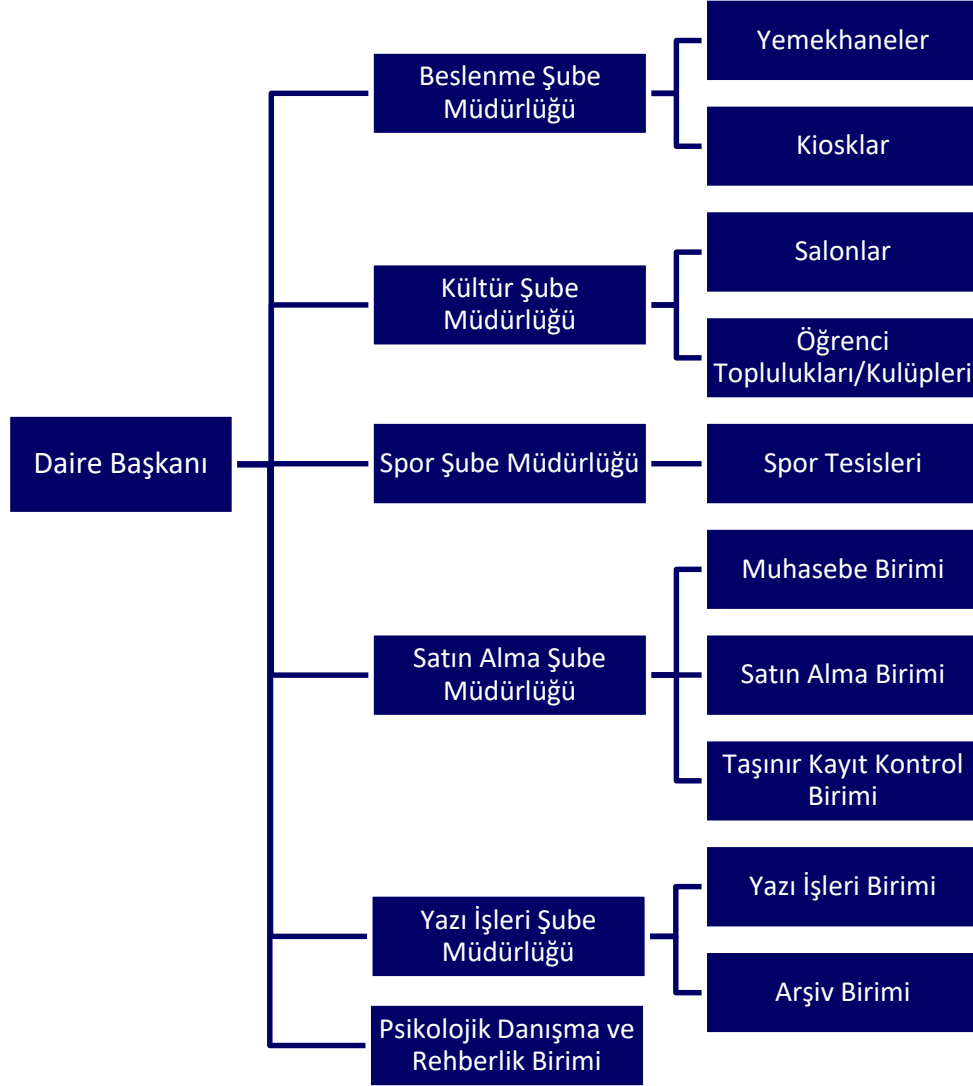 Daire Başkanı
Beslenme Şube
Müdürlüğü
Yemekhaneler
Kiosklar
Kültür Şube
Müdürlüğü
Salonlar
Öğrenci
Toplulukları/Kulüpleri
Spor Şube Müdürlüğü
Spor Tesisleri
Satın Alma Şube
Müdürlüğü
Muhasebe Birimi
Satın Alma Birimi
Taşınır Kayıt Kontrol
Birimi
Yazı İşleri Şube
Müdürlüğü
Yazı İşleri Birimi
Arşiv Birimi
Psikolojik Danışma ve
Rehberlik Birimi